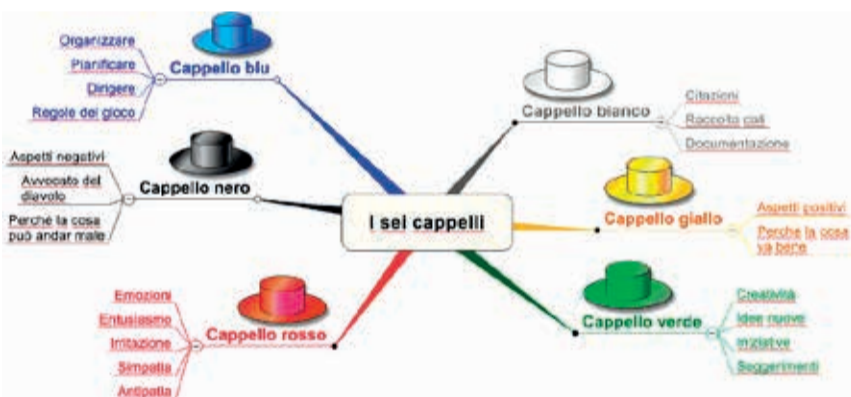 Organizzare
Pianificare
Dirigere
Regole del gioco
Cappello blu
Aspetti negativi
Avvocato del
diavolo
Perché la cosa
può andar male
Cappello nero
Emozioni
Entusiasmo
Irritazione
Simpatia
Antipatia
Cappello rosso
I sei cappelli
Cappello bianco
Citazioni
Raccolta dati
Documentazione
Cappello giallo
Aspetti positivi
Perché la cosa
va bene
Cappello verde
Creatività
Idee nuove
Iniziative
Suggerimenti